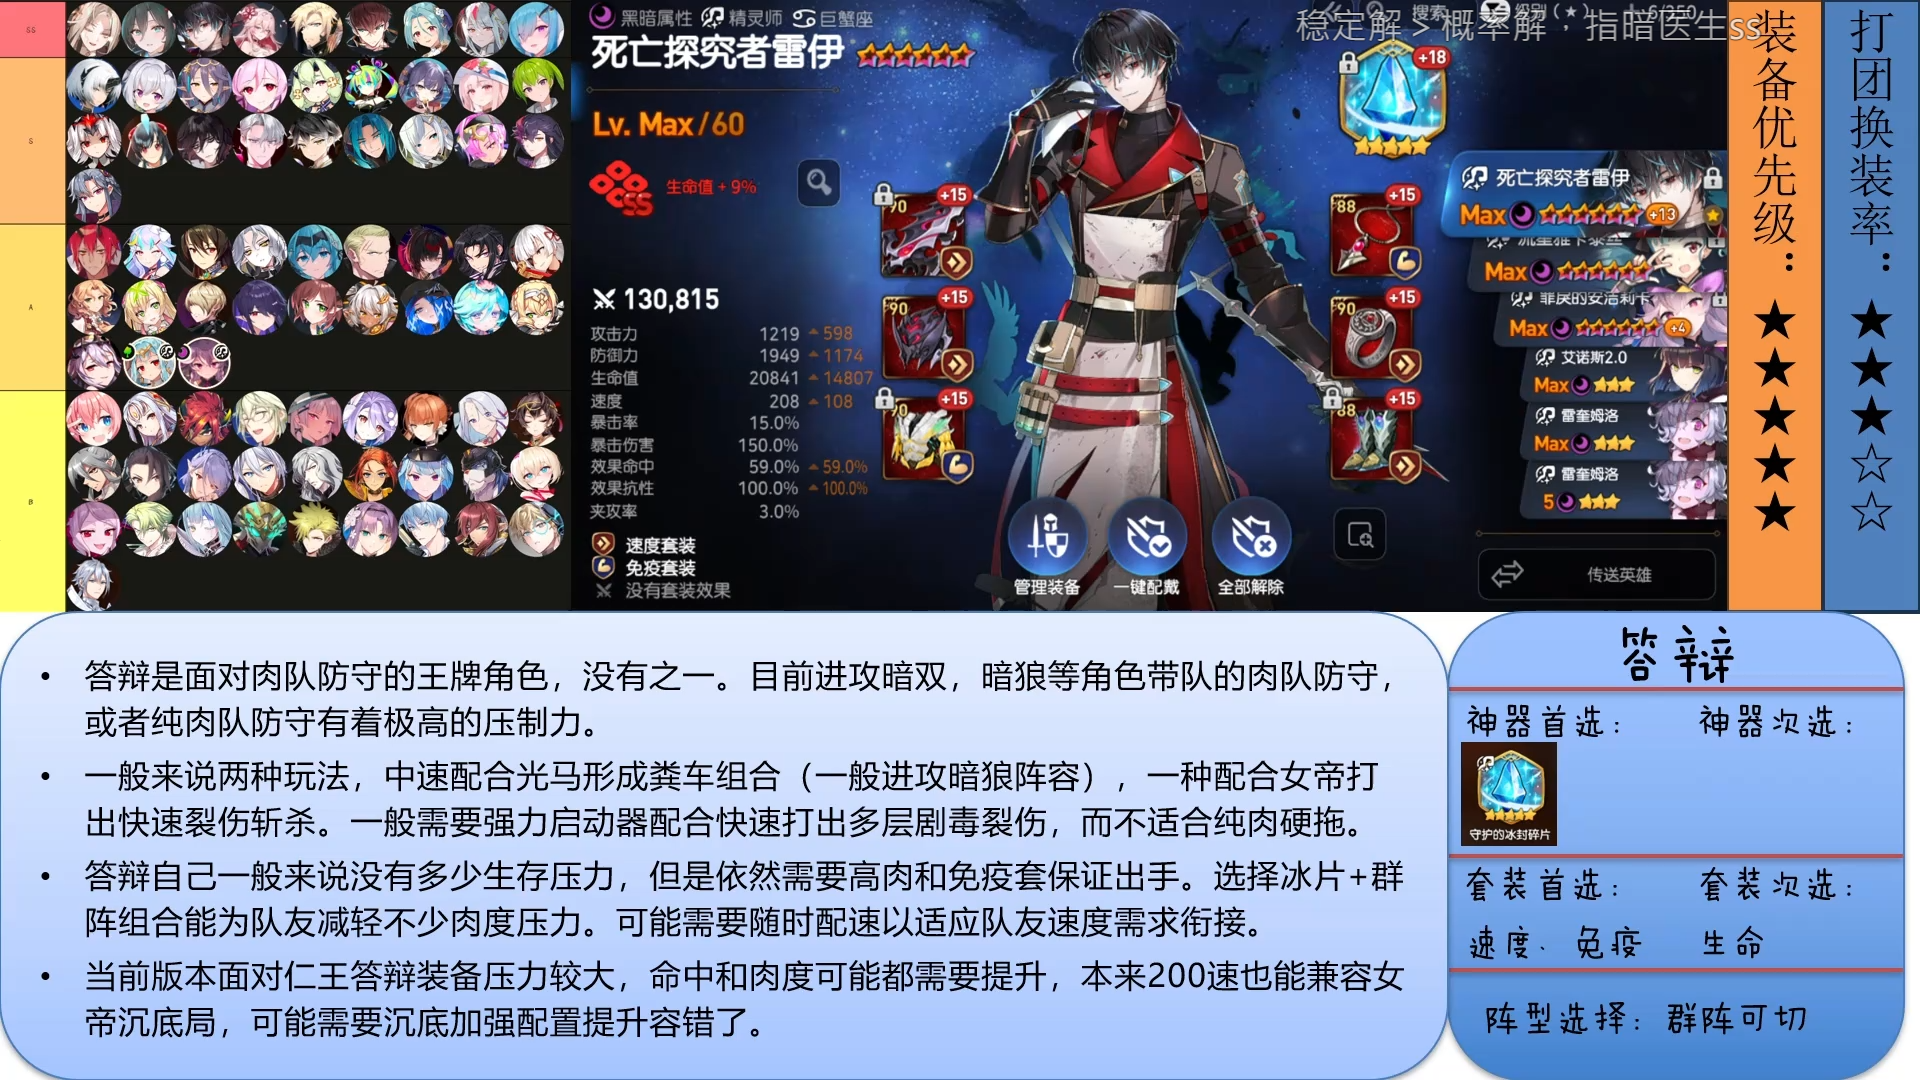 SS
S
A
B
黑暗属性 精灵师 巨蟹座
死亡探究者雷伊
Lv. Max/60
SS 生命值 + 9%
130,815
攻击力 1219 598
防御力 1949 1174
生命值 20841 14807
速度 208 108
暴击率 15.0%
暴击伤害 150.0%
效果命中 59.0% 59.0%
效果抗性 100.0% 100.0%
夹攻率 3.0%
速度套装
免疫套装
没有套装效果
90 +15
90 +15
90 +15
+18
88 +15
90 +15
88 +15
管理装备
一键配戴
全部解除
搜索 级别(★) 6/250
稳定解＞概率解，指暗医生ss
死亡探究者雷伊
Max +13
流星雅卡泰丝
Max
菲戾的安洁利卡
Max +4
艾诺斯2.0
Max
雷奎姆洛
Max
雷奎姆洛
5
传送英雄
装备优先级：★★★★★
打团换装率：★★★☆☆
• 答辩是面对肉队防守的王牌角色，没有之一。目前进攻暗双，暗狼等角色带队的肉队防守，
或者纯肉队防守有着极高的压制力。
• 一般来说两种玩法，中速配合光马形成粪车组合（一般进攻暗狼阵容），一种配合女帝打
出快速裂伤斩杀。一般需要强力启动器配合快速打出多层剧毒裂伤，而不适合纯肉硬拖。
• 答辩自己一般来说没有多少生存压力，但是依然需要高肉和免疫套保证出手。选择冰片+群
阵组合能为队友减轻不少肉度压力。可能需要随时配速以适应队友速度需求衔接。
• 当前版本面对仁王答辩装备压力较大，命中和肉度可能都需要提升，本来200速也能兼容女
帝沉底局，可能需要沉底加强配置提升容错了。
答辩
神器首选： 神器次选：
守护的冰封碎片
套装首选： 套装次选：
速度、免疫 生命
阵型选择：群阵可切